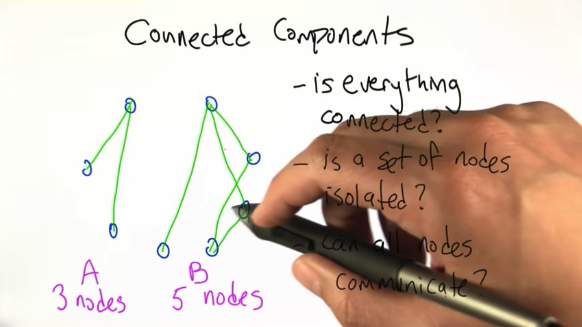 Connected Components
- is everything
connected?
- is a set of nodes
isolated?
- can all nodes
communicate?
A
3 nodes
B
5 nodes